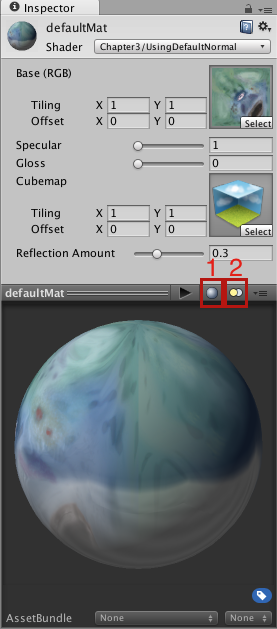 Inspector
defaultMat
Shader Chapter3/UsingDefaultNormal
Base (RGB)
Tiling X 1 Y 1
Offset X 0 Y 0
Select
Specular 1
Gloss 0
Cubemap
Tiling X 1 Y 1
Offset X 0 Y 0
Select
Reflection Amount 0.3
1 2
defaultMat
AssetBundle None None